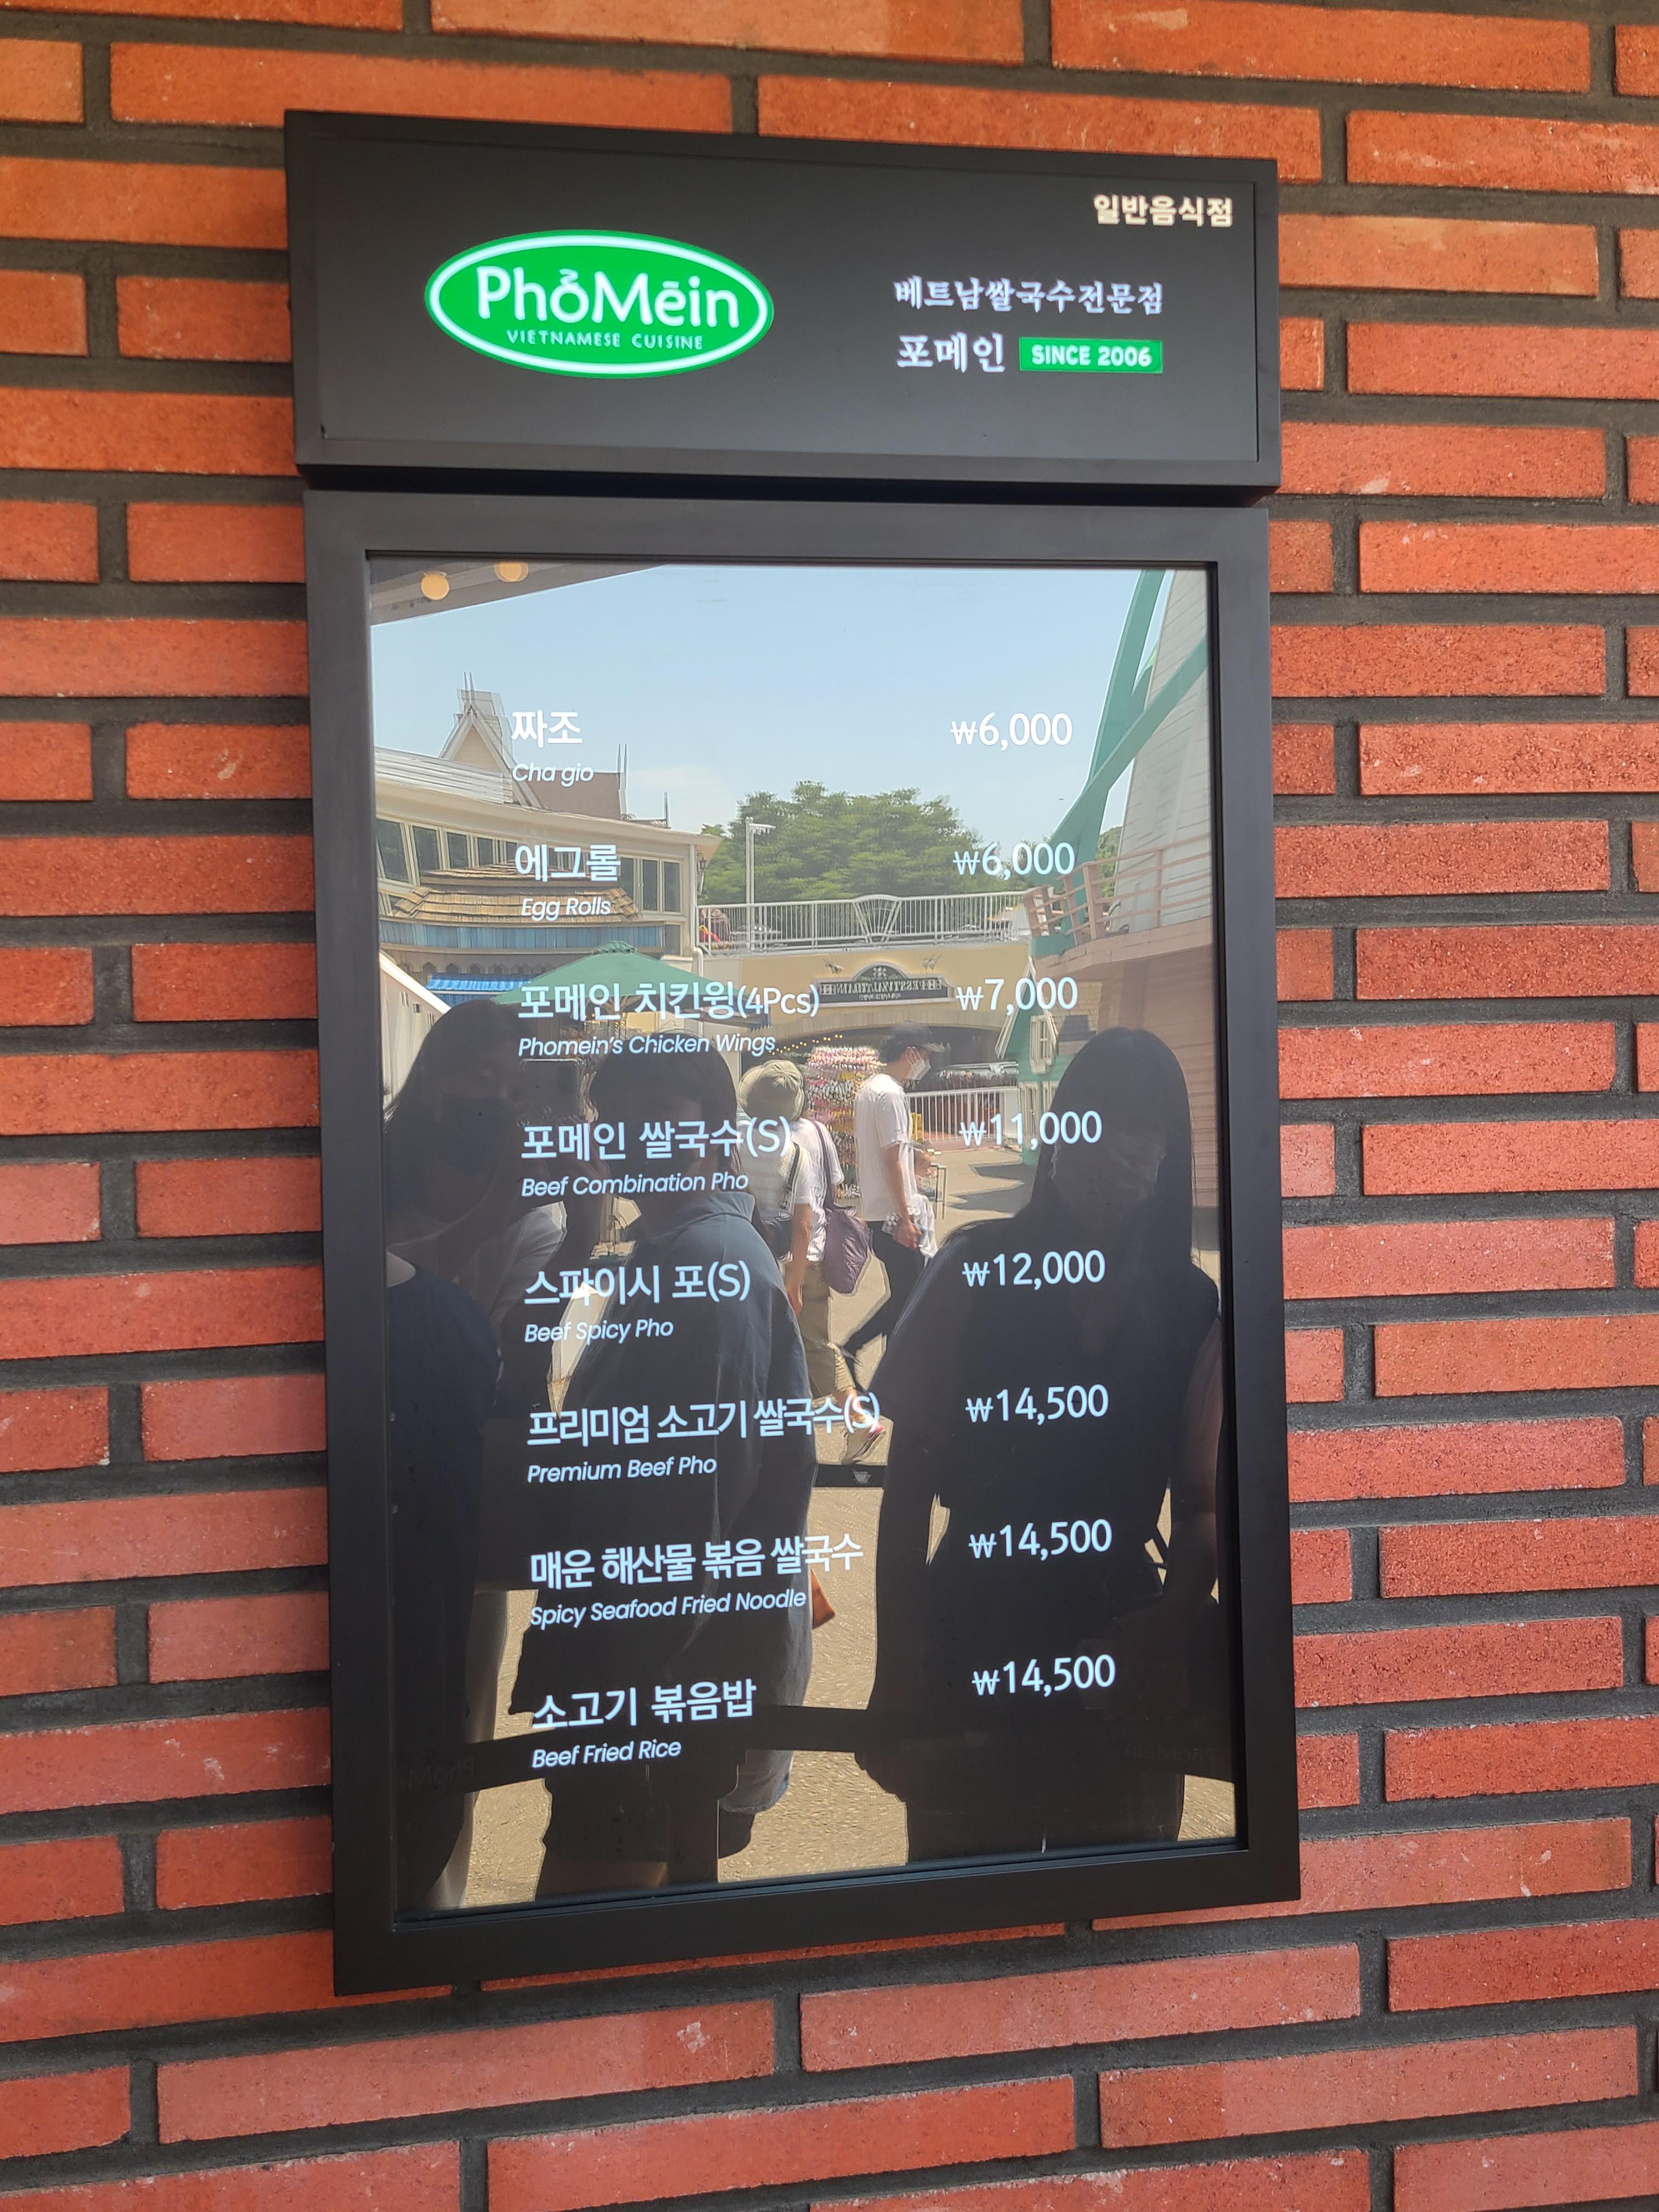 일반음식점
PhởMein
VIETNAMESE CUISINE
베트남쌀국수전문점
포메인 SINCE 2006
짜조 ₩6,000
Cha gio
에그롤 ₩6,000
Egg Rolls
포메인 치킨윙(4Pcs) ₩7,000
Phomein's Chicken Wings
포메인 쌀국수(S) ₩11,000
Beef Combination Pho
스파이시 포(S) ₩12,000
Beef Spicy Pho
프리미엄 소고기 쌀국수(S) ₩14,500
Premium Beef Pho
매운 해산물 볶음 쌀국수 ₩14,500
Spicy Seafood Fried Noodle
소고기 볶음밥 ₩14,500
Beef Fried Rice